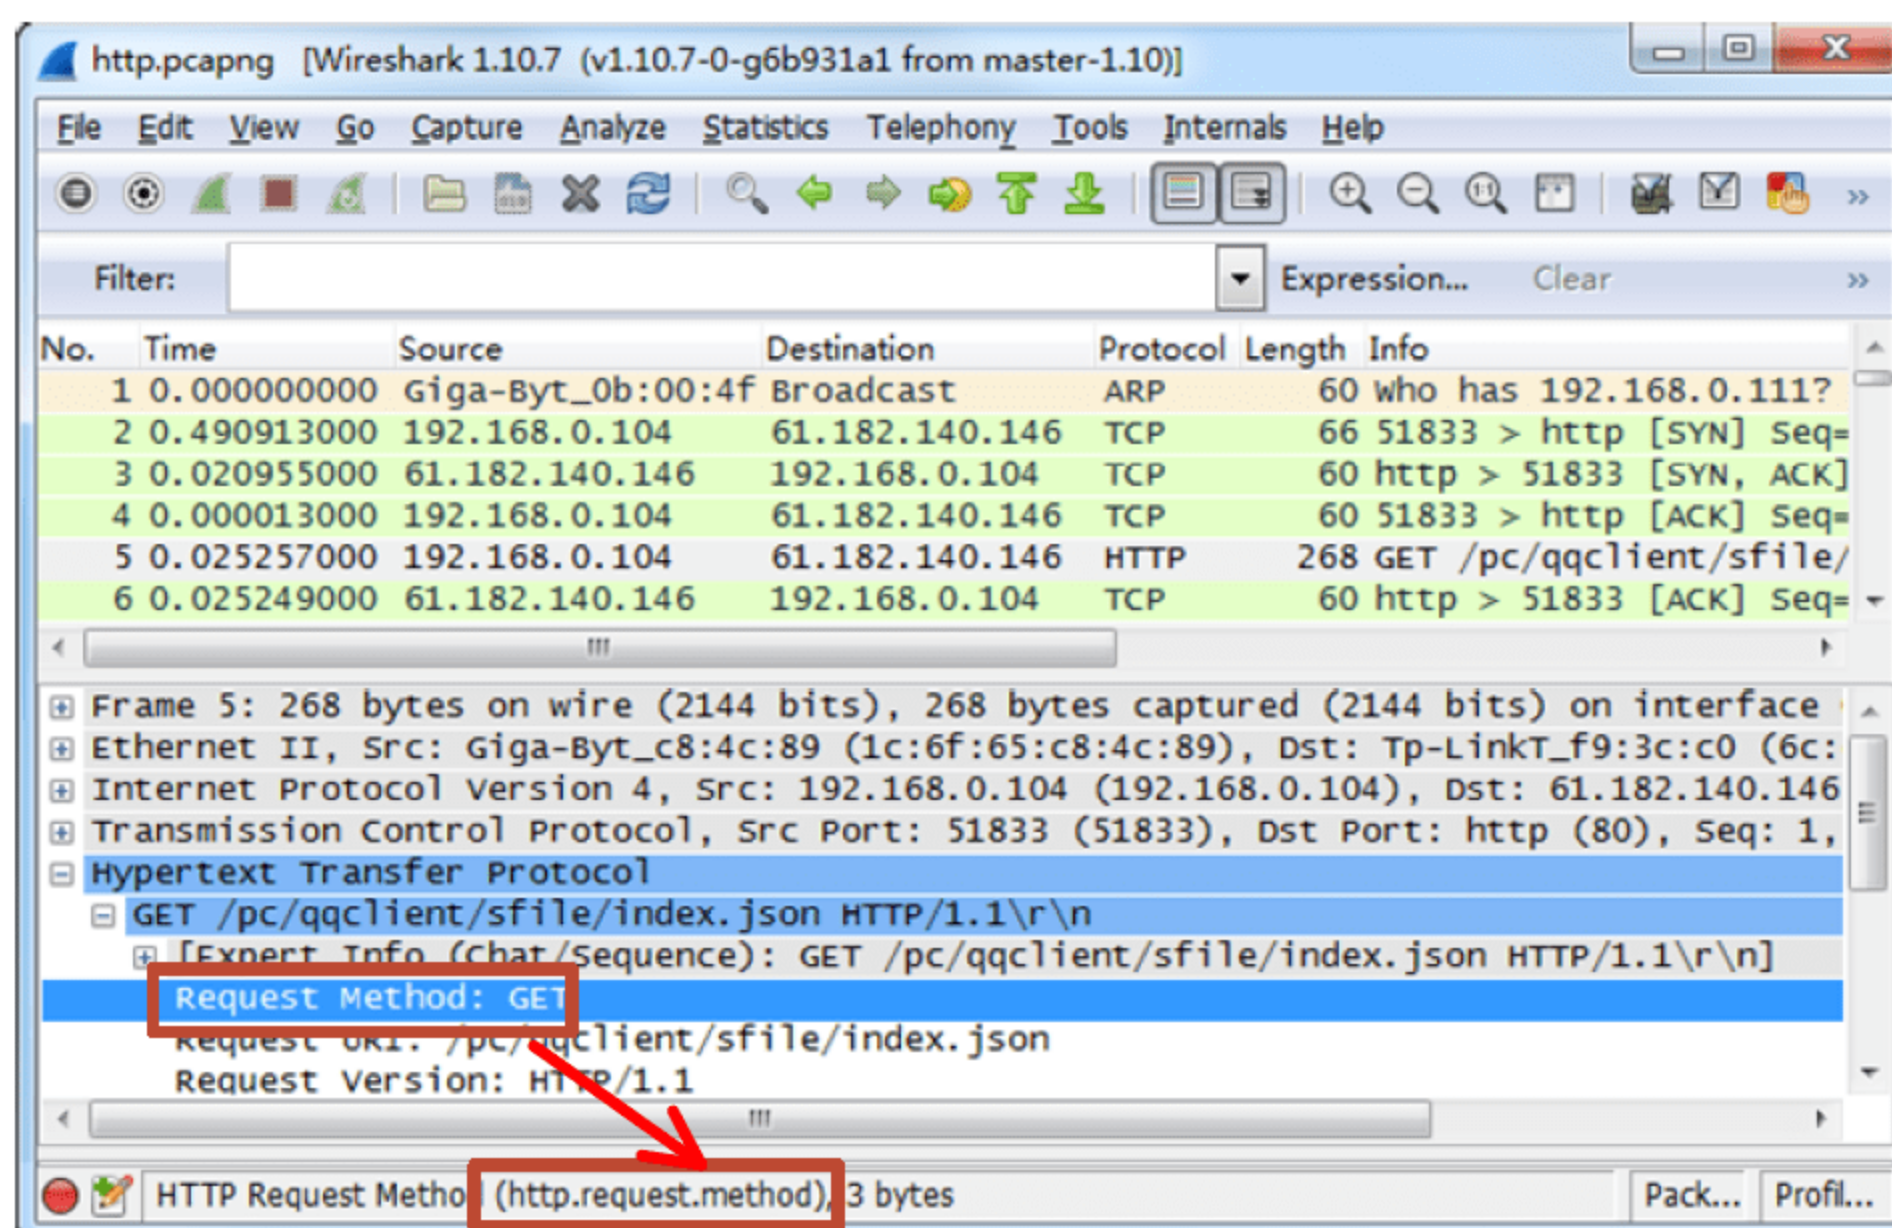 http.pcapng [Wireshark 1.10.7 (v1.10.7-0-g6b931a1 from master-1.10)]
File Edit View Go Capture Analyze Statistics Telephony Tools Internals Help
Filter: Expression... Clear
No. Time Source Destination Protocol Length Info
1 0.000000000 Giga-Byt_0b:00:4f Broadcast ARP 60 Who has 192.168.0.111?
2 0.490913000 192.168.0.104 61.182.140.146 TCP 66 51833 > http [SYN] Seq=
3 0.020955000 61.182.140.146 192.168.0.104 TCP 60 http > 51833 [SYN, ACK]
4 0.000013000 192.168.0.104 61.182.140.146 TCP 60 51833 > http [ACK] Seq=
5 0.025257000 192.168.0.104 61.182.140.146 HTTP 268 GET /pc/qqclient/sfile/
6 0.025249000 61.182.140.146 192.168.0.104 TCP 60 http > 51833 [ACK] Seq=
Frame 5: 268 bytes on wire (2144 bits), 268 bytes captured (2144 bits) on interface
Ethernet II, Src: Giga-Byt_c8:4c:89 (1c:6f:65:c8:4c:89), Dst: Tp-LinkT_f9:3c:c0 (6c:
Internet Protocol Version 4, Src: 192.168.0.104 (192.168.0.104), Dst: 61.182.140.146
Transmission Control Protocol, Src Port: 51833 (51833), Dst Port: http (80), Seq: 1,
Hypertext Transfer Protocol
GET /pc/qqclient/sfile/index.json HTTP/1.1\r\n
[Expert Info (Chat/Sequence): GET /pc/qqclient/sfile/index.json HTTP/1.1\r\n]
Request Method: GET
Request URI: /pc/qqclient/sfile/index.json
Request Version: HTTP/1.1
HTTP Request Method (http.request.method), 3 bytes Pack... Profil...